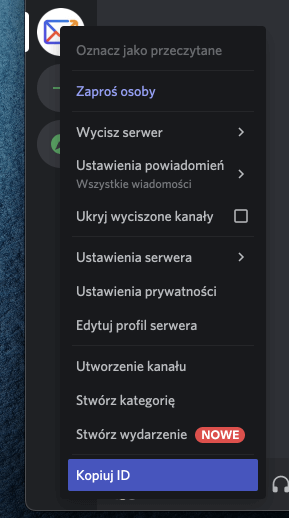 Oznacz jako przeczytane
Zaproś osoby
Wycisz serwer
Ustawienia powiadomień
Wszystkie wiadomości
Ukryj wyciszone kanały
Ustawienia serwera
Ustawienia prywatności
Edytuj profil serwera
Utworzenie kanału
Stwórz kategorię
Stwórz wydarzenie NOWE
Kopiuj ID